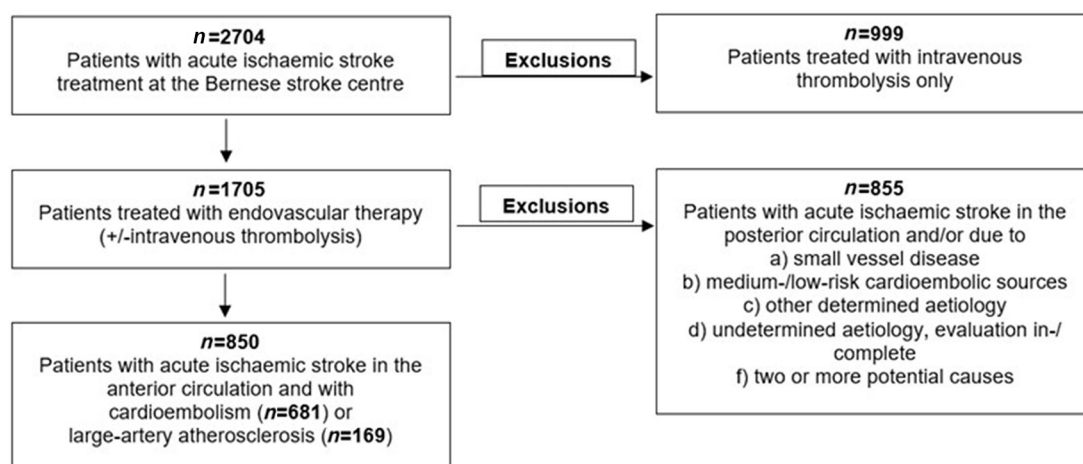 n=2704
Patients with acute ischaemic stroke
treatment at the Bernese stroke centre
Exclusions
n=999
Patients treated with intravenous
thrombolysis only
n=1705
Patients treated with endovascular therapy
(+/-intravenous thrombolysis)
Exclusions
n=855
Patients with acute ischaemic stroke in the
posterior circulation and/or due to
a) small vessel disease
b) medium-/low-risk cardioembolic sources
c) other determined aetiology
d) undetermined aetiology, evaluation in-/
complete
f) two or more potential causes
n=850
Patients with acute ischaemic stroke in the
anterior circulation and with
cardioembolism (n=681) or
large-artery atherosclerosis (n=169)